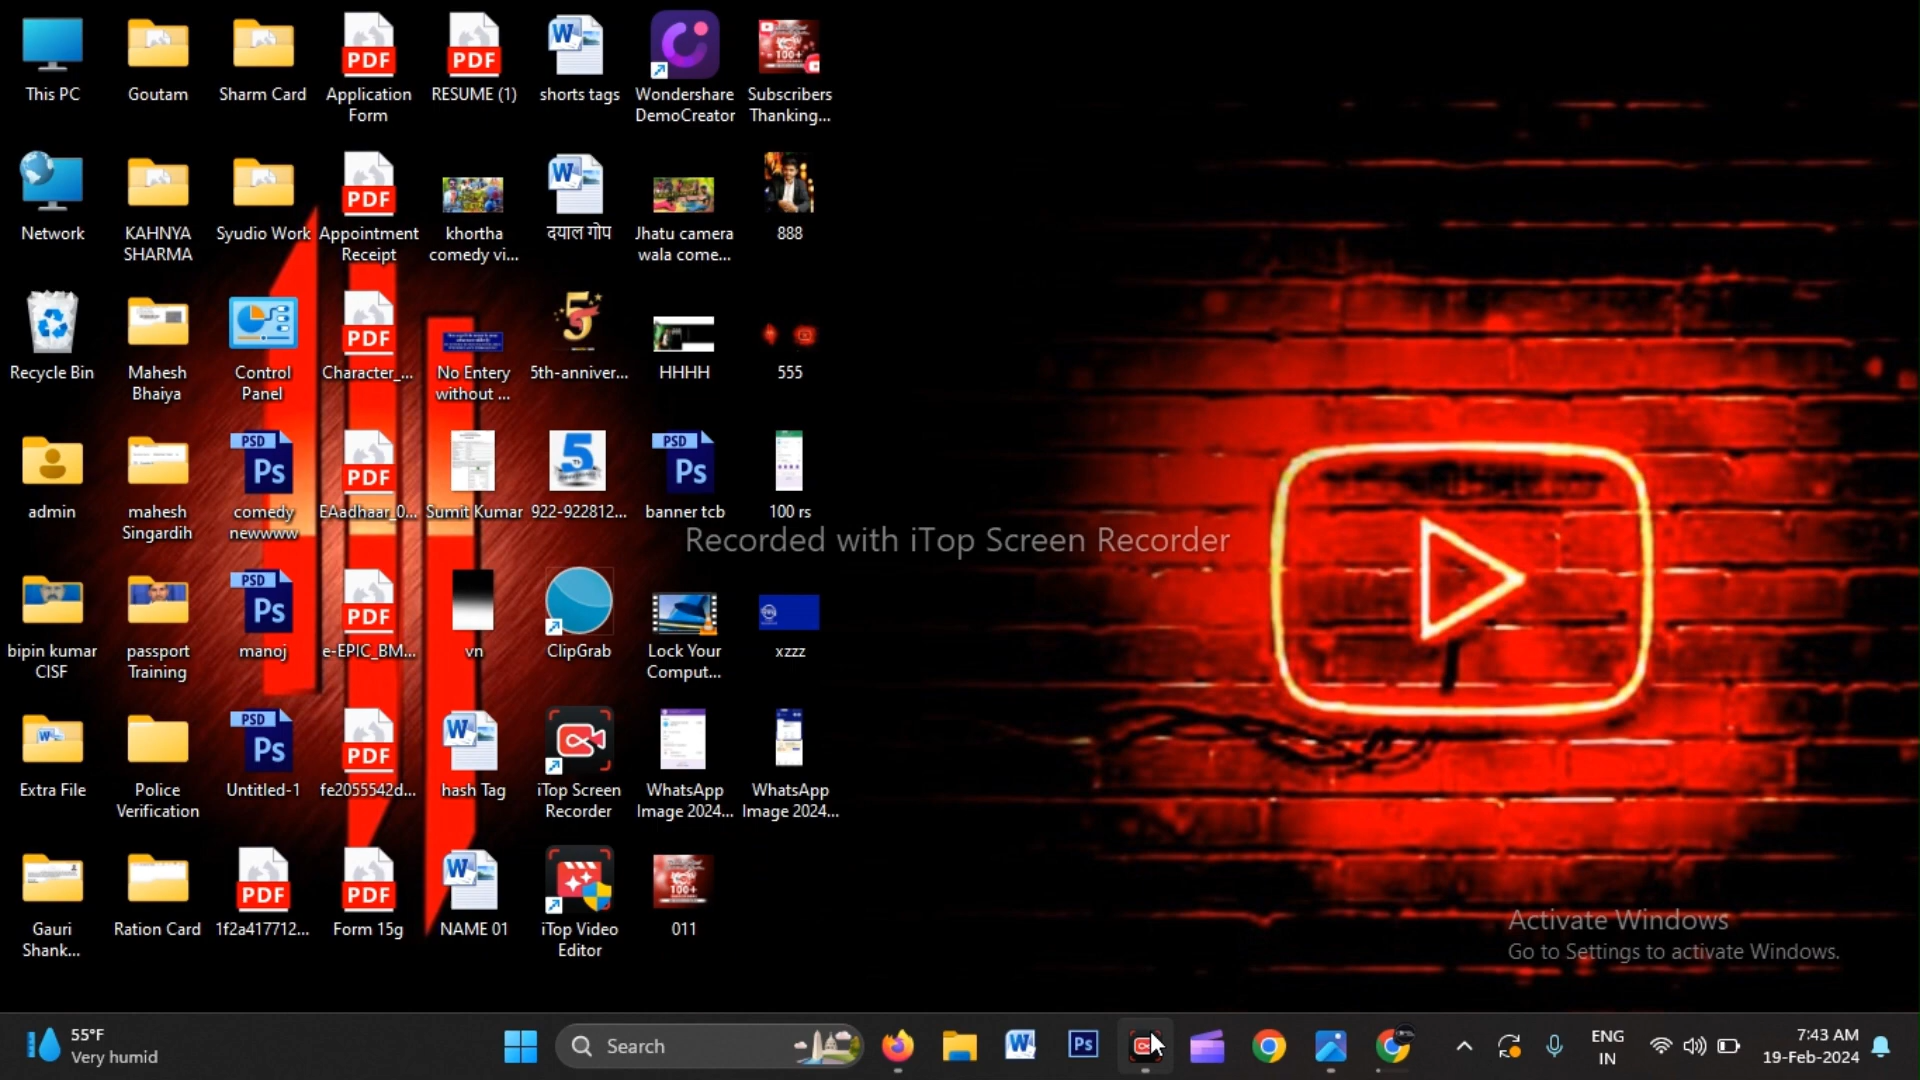 This PC
Goutam
Sharm Card
PDF
Application
Form
PDF
RESUME (1)
shorts tags
Wondershare
DemoCreator
100+
Subscribers
Thanking...
Network
KAHNYA
SHARMA
Syudio Work
PDF
Appointment
Receipt
khortha
comedy vi...
दयाल गोप
Jhatu camera
wala come...
888
Recycle Bin
Mahesh
Bhaiya
Control
Panel
PDF
Character_...
No Entery
without ...
5
5th-anniver...
HHHH
555
admin
mahesh
Singardih
PSD
Ps
comedy
newwww
PDF
EAadhaar_0...
Sumit Kumar
5
922-922812...
PSD
Ps
banner tcb
100 rs
Recorded with iTop Screen Recorder
bipin kumar
CISF
passport
Training
PSD
Ps
manoj
PDF
e-EPIC_BM...
vn
ClipGrab
Lock Your
Comput...
xzzz
Extra File
Police
Verification
PSD
Ps
Untitled-1
PDF
fe2055542d...
hash Tag
iTop Screen
Recorder
WhatsApp
Image 2024...
WhatsApp
Image 2024...
Gauri
Shank...
Ration Card
PDF
1f2a417712...
PDF
Form 15g
NAME 01
iTop Video
Editor
100+
011
Activate Windows
Go to Settings to activate Windows.
55°F
Very humid
Search
Ps
ENG
IN
7:43 AM
19-Feb-2024